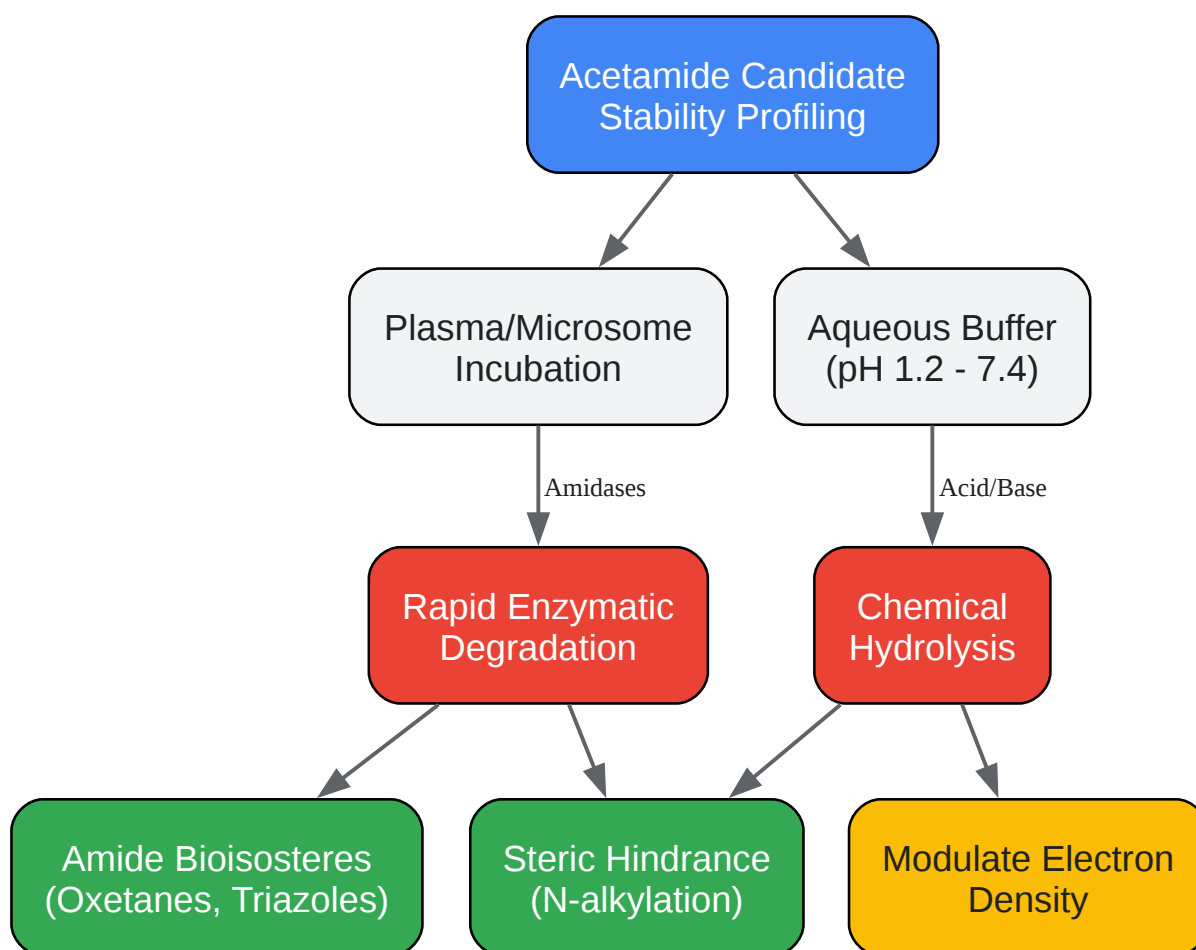 Acetamide Candidate
Stability Profiling
Plasma/Microsome
Incubation
Aqueous Buffer
(pH 1.2 - 7.4)
Amidases
Acid/Base
Rapid Enzymatic
Degradation
Chemical
Hydrolysis
Amide Bioisosteres
(Oxetanes, Triazoles)
Steric Hindrance
(N-alkylation)
Modulate Electron
Density